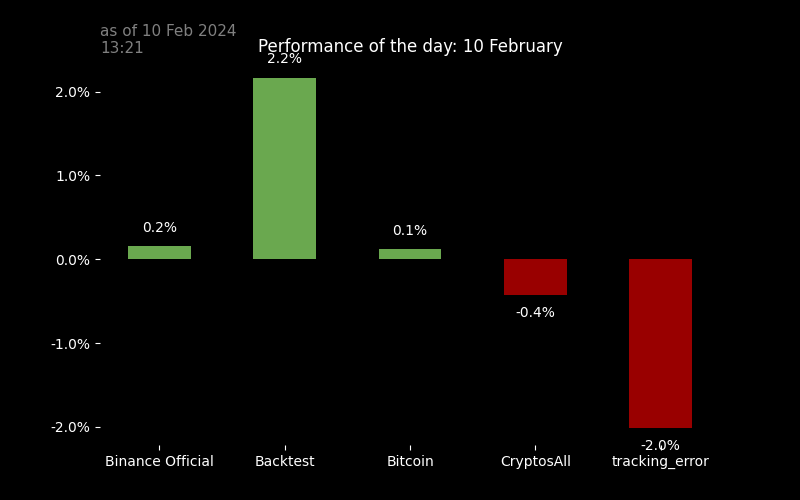 as of 10 Feb 2024
13:21
Performance of the day: 10 February
2.2%
2.0%
1.0%
0.2%
0.1%
0.0%
-0.4%
-1.0%
-2.0%
-2.0%
Binance Official
Backtest
Bitcoin
CryptosAll
tracking_error